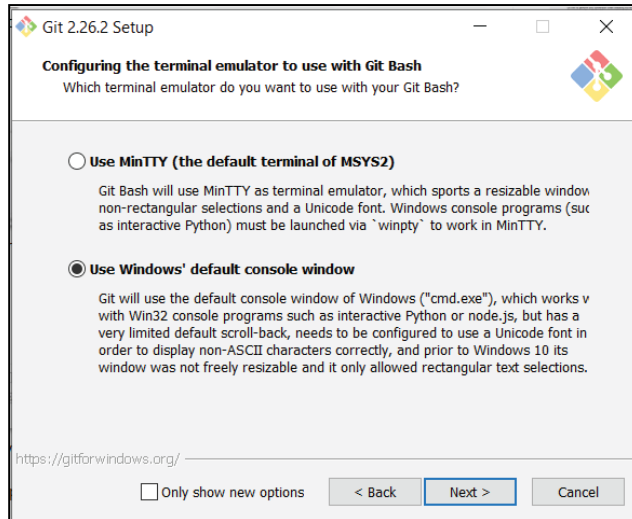 Git 2.26.2 Setup
Configuring the terminal emulator to use with Git Bash
Which terminal emulator do you want to use with your Git Bash?
Use MinTTY (the default terminal of MSYS2)
Git Bash will use MinTTY as terminal emulator, which sports a resizable window
non-rectangular selections and a Unicode font. Windows console programs (suc
as interactive Python) must be launched via `winpty` to work in MinTTY.
Use Windows' default console window
Git will use the default console window of Windows ("cmd.exe"), which works w
with Win32 console programs such as interactive Python or node.js, but has a
very limited default scroll-back, needs to be configured to use a Unicode font in
order to display non-ASCII characters correctly, and prior to Windows 10 its
window was not freely resizable and it only allowed rectangular text selections.
https://gitforwindows.org/
Only show new options
< Back
Next >
Cancel